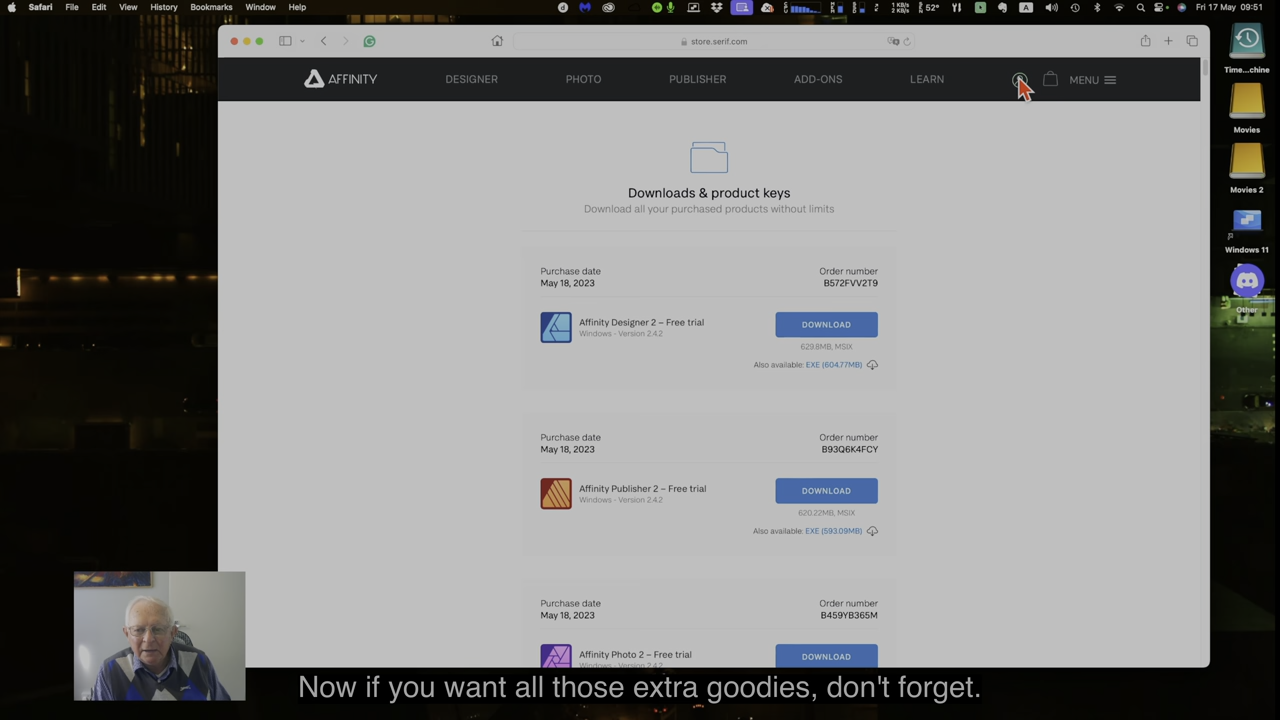 Safari File Edit View History Bookmarks Window Help
52°
1 KB/s
2 KB/s
A
Fri 17 May 09:51
store.serif.com
AFFINITY
DESIGNER
PHOTO
PUBLISHER
ADD-ONS
LEARN
MENU
Time...chine
Movies
Movies 2
Windows 11
Other
Downloads & product keys
Download all your purchased products without limits
Purchase date
Order number
May 18, 2023
B572FVV2T9
Affinity Designer 2 – Free trial
Windows - Version 2.4.2
DOWNLOAD
629.8MB, MSIX
Also available: EXE (604.77MB)
Purchase date
Order number
May 18, 2023
B93Q6K4FCY
Affinity Publisher 2 – Free trial
Windows - Version 2.4.2
DOWNLOAD
620.22MB, MSIX
Also available: EXE (593.09MB)
Purchase date
Order number
May 18, 2023
B459YB365M
Affinity Photo 2 – Free trial
DOWNLOAD
Now if you want all those extra goodies, don't forget.